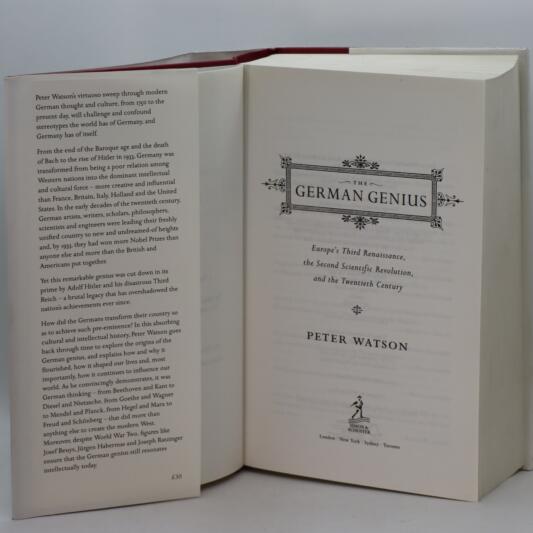 Peter Watson's virtuoso sweep through modern
German thought and culture, from 1750 to the
present day, will challenge and confound
stereotypes the world has of Germany, and
Germany has of itself.
From the end of the Baroque age and the death
of Bach to the rise of Hitler in 1933, Germany was
transformed from being a poor relation among
Western nations into the dominant intellectual
and cultural force – more creative and influential
than France, Britain, Italy, Holland and the United
States. In the early decades of the twentieth century,
German artists, writers, scholars, philosophers,
scientists and engineers were leading their freshly
unified country to new and undreamed-of heights
and, by 1933, they had won more Nobel Prizes than
anyone else and more than the British and
Americans put together.
Yet this remarkable genius was cut down in its
prime by Adolf Hitler and his disastrous Third
Reich – a brutal legacy that has overshadowed the
nation's achievements ever since.
How did the Germans transform their country so
as to achieve such pre-eminence? In this absorbing
cultural and intellectual history, Peter Watson goes
back through time to explore the origins of the
German genius, and explains how and why it
flourished, how it shaped our lives and, most
importantly, how it continues to influence our
world. As he convincingly demonstrates, it was
German thinking – from Beethoven and Kant to
Diesel and Nietzsche, from Goethe and Wagner
to Mendel and Planck, from Hegel and Marx to
Freud and Schönberg – that did more than
anything else to create the modern West.
Moreover, despite World War Two, figures like
Josef Beuys, Jürgen Habermas and Joseph Ratzinger
ensure that the German genius still resonates
intellectually today.
£30
THE
GERMAN GENIUS
Europe's Third Renaissance,
the Second Scientific Revolution,
and the Twentieth Century
PETER WATSON
SIMON &
SCHUSTER
London · New York · Sydney · Toronto